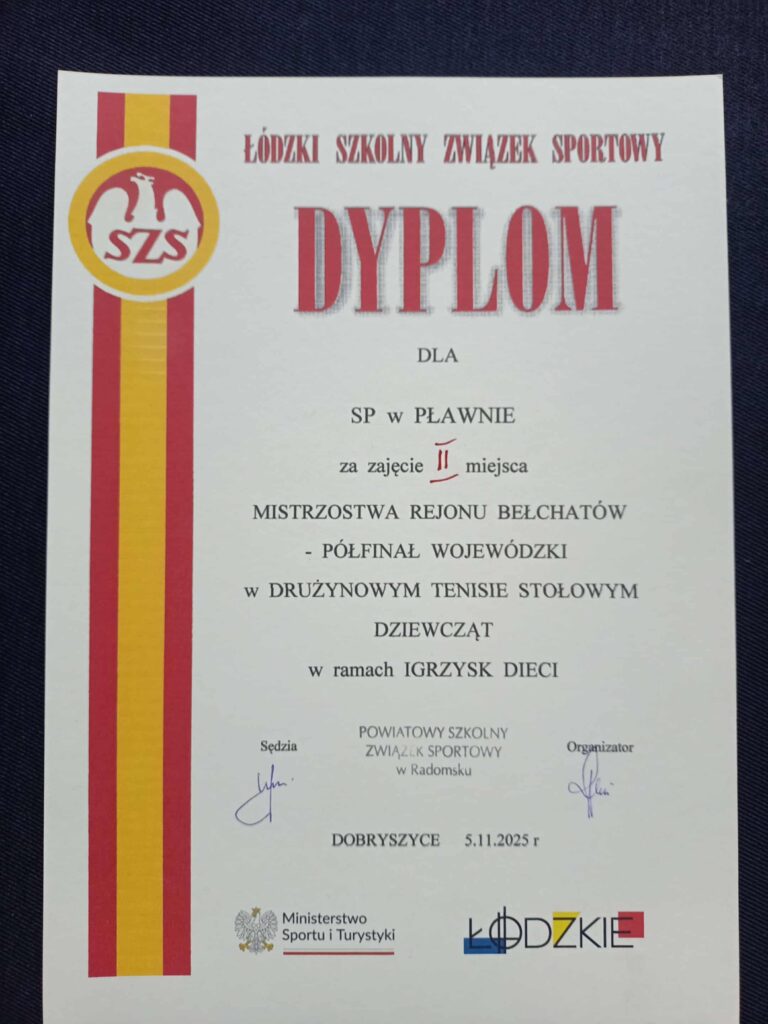 ŁÓDZKI SZKOLNY ZWIĄZEK SPORTOWY
SZS
DYPLOM
DLA
SP w PŁAWNIE
za zajęcie II miejsca
MISTRZOSTWA REJONU BEŁCHATÓW
- PÓŁFINAŁ WOJEWÓDZKI
w DRUŻYNOWYM TENISIE STOŁOWYM
DZIEWCZĄT
w ramach IGRZYSK DIECI
Sędzia
POWIATOWY SZKOLNY
ZWIĄZEK SPORTOWY
w Radomsku
Organizator
DOBRYSZYCE 5.11.2025 r
Ministerstwo
Sportu i Turystyki
ŁÓDZKIE